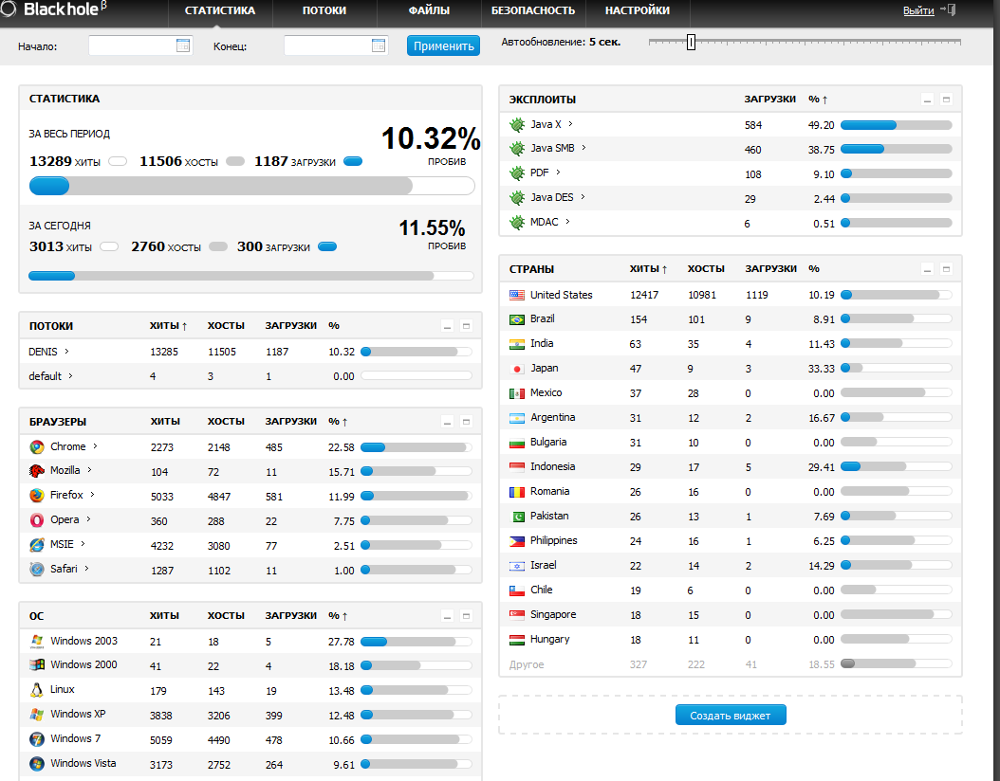 Blackhole β СТАТИСТИКА ПОТОКИ ФАЙЛЫ БЕЗОПАСНОСТЬ НАСТРОЙКИ Выйти
Начало: Конец: Применить Автообновление: 5 сек.
СТАТИСТИКА
ЗА ВЕСЬ ПЕРИОД
10.32%
13289 ХИТЫ 11506 ХОСТЫ 1187 ЗАГРУЗКИ ПРОБИВ
ЗА СЕГОДНЯ
11.55%
3013 ХИТЫ 2760 ХОСТЫ 300 ЗАГРУЗКИ ПРОБИВ
ПОТОКИ ХИТЫ ↑ ХОСТЫ ЗАГРУЗКИ %
DENIS › 13285 11505 1187 10.32
default › 4 3 1 0.00
БРАУЗЕРЫ ХИТЫ ХОСТЫ ЗАГРУЗКИ % ↑
Chrome › 2273 2148 485 22.58
Mozilla › 104 72 11 15.71
Firefox › 5033 4847 581 11.99
Opera › 360 288 22 7.75
MSIE › 4232 3080 77 2.51
Safari › 1287 1102 11 1.00
ОС ХИТЫ ХОСТЫ ЗАГРУЗКИ % ↑
Windows 2003 21 18 5 27.78
Windows 2000 41 22 4 18.18
Linux 179 143 19 13.48
Windows XP 3838 3206 399 12.48
Windows 7 5059 4490 478 10.66
Windows Vista 3173 2752 264 9.61
ЭКСПЛОИТЫ ЗАГРУЗКИ % ↑
Java X › 584 49.20
Java SMB › 460 38.75
PDF › 108 9.10
Java DES › 29 2.44
MDAC › 6 0.51
СТРАНЫ ХИТЫ ↑ ХОСТЫ ЗАГРУЗКИ %
United States 12417 10981 1119 10.19
Brazil 154 101 9 8.91
India 63 35 4 11.43
Japan 47 9 3 33.33
Mexico 37 28 0 0.00
Argentina 31 12 2 16.67
Bulgaria 31 10 0 0.00
Indonesia 29 17 5 29.41
Romania 26 16 0 0.00
Pakistan 26 13 1 7.69
Philippines 24 16 1 6.25
Israel 22 14 2 14.29
Chile 19 6 0 0.00
Singapore 18 15 0 0.00
Hungary 18 11 0 0.00
Другое 327 222 41 18.55
Создать виджет